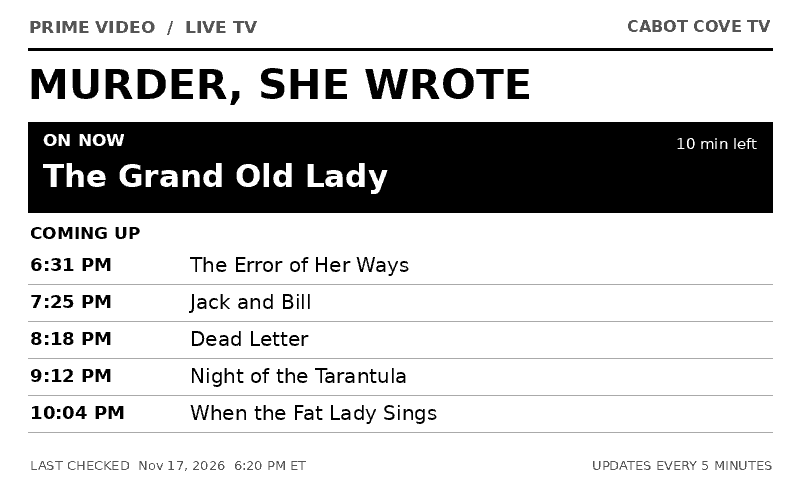 PRIME VIDEO / LIVE TV
CABOT COVE TV
MURDER, SHE WROTE
ON NOW
10 min left
The Grand Old Lady
COMING UP
6:31 PM The Error of Her Ways
7:25 PM Jack and Bill
8:18 PM Dead Letter
9:12 PM Night of the Tarantula
10:04 PM When the Fat Lady Sings
LAST CHECKED Nov 17, 2026 6:20 PM ET
UPDATES EVERY 5 MINUTES